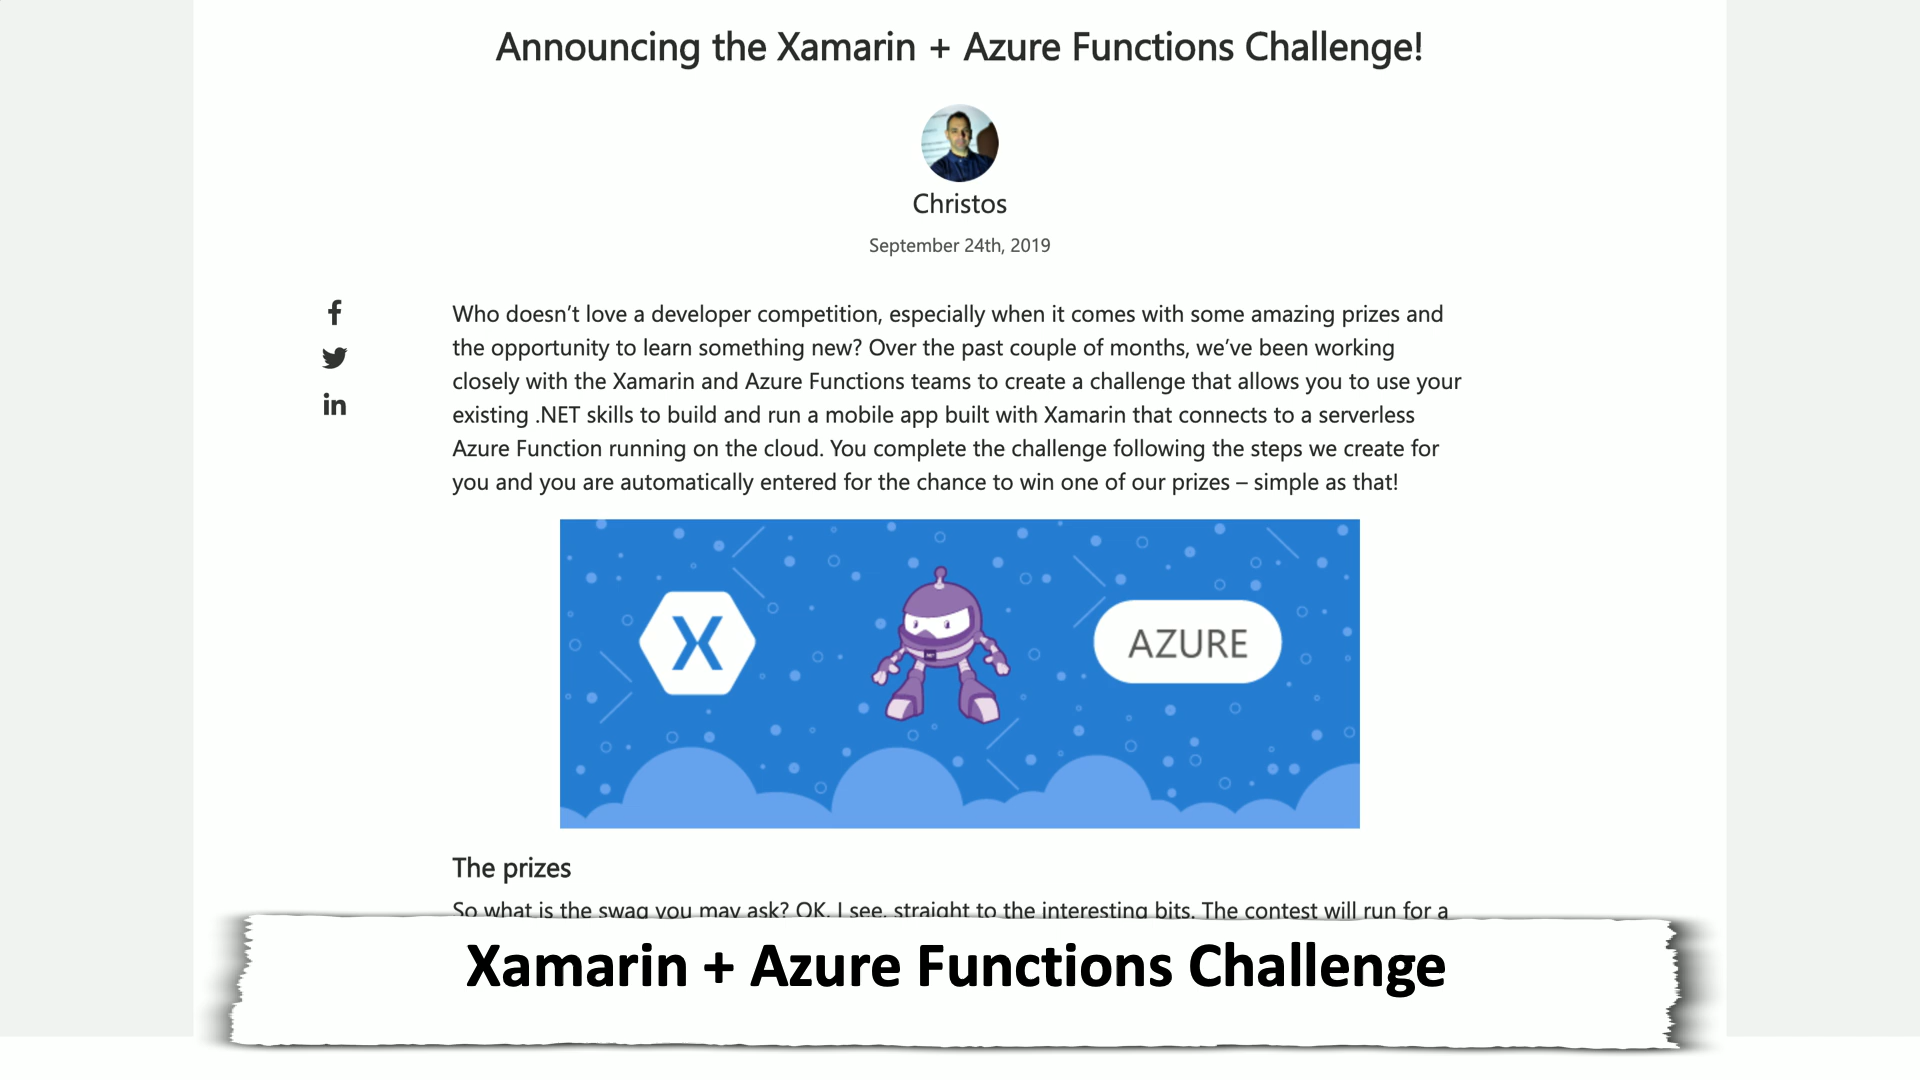 Announcing the Xamarin + Azure Functions Challenge!
Christos
September 24th, 2019
Who doesn’t love a developer competition, especially when it comes with some amazing prizes and
the opportunity to learn something new? Over the past couple of months, we’ve been working
closely with the Xamarin and Azure Functions teams to create a challenge that allows you to use your
existing .NET skills to build and run a mobile app built with Xamarin that connects to a serverless
Azure Function running on the cloud. You complete the challenge following the steps we create for
you and you are automatically entered for the chance to win one of our prizes – simple as that!
X
AZURE
The prizes
So what is the swag you may ask? OK, I see, straight to the interesting bits. The contest will run for a
Xamarin + Azure Functions Challenge